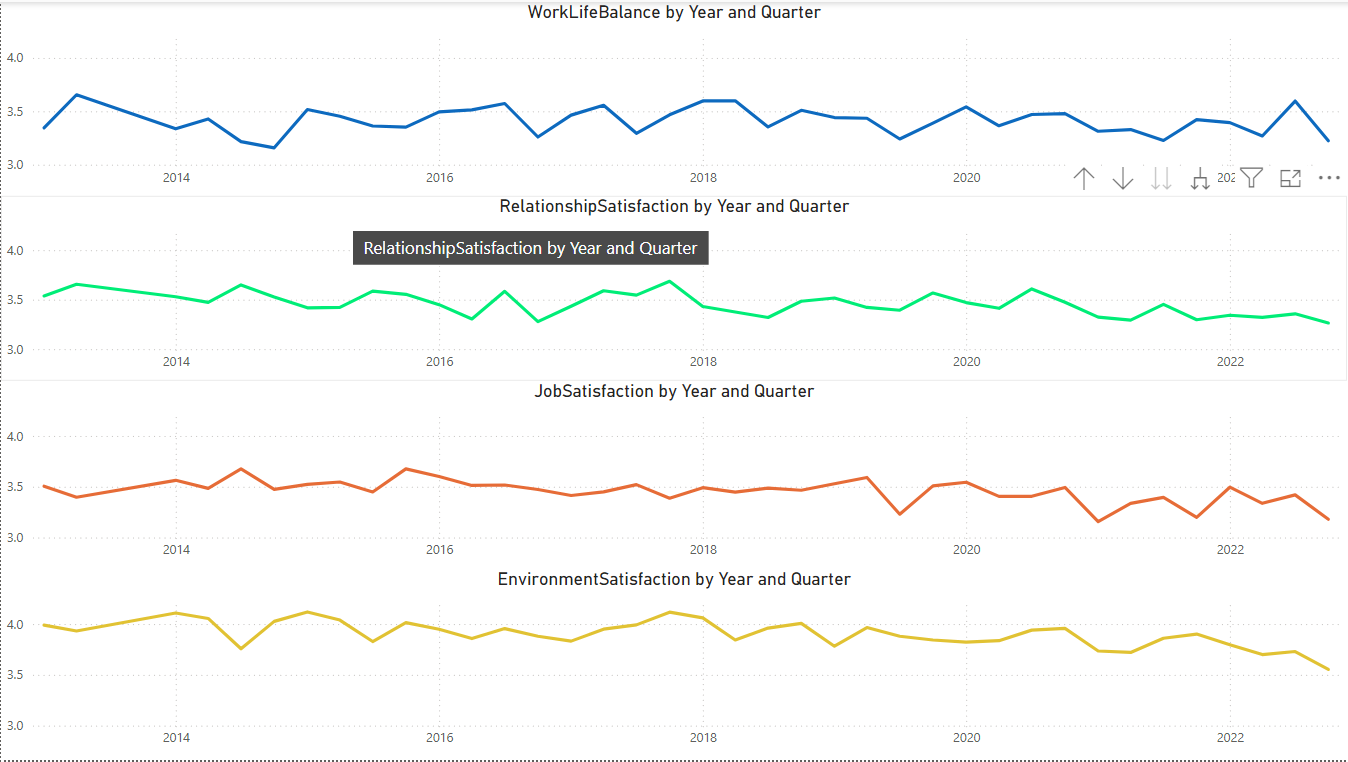 WorkLifeBalance by Year and Quarter
4.0
3.5
3.0
2014 2016 2018 2020 202
RelationshipSatisfaction by Year and Quarter
RelationshipSatisfaction by Year and Quarter
4.0
3.5
3.0
2014 2016 2018 2020 2022
JobSatisfaction by Year and Quarter
4.0
3.5
3.0
2014 2016 2018 2020 2022
EnvironmentSatisfaction by Year and Quarter
4.0
3.5
3.0
2014 2016 2018 2020 2022